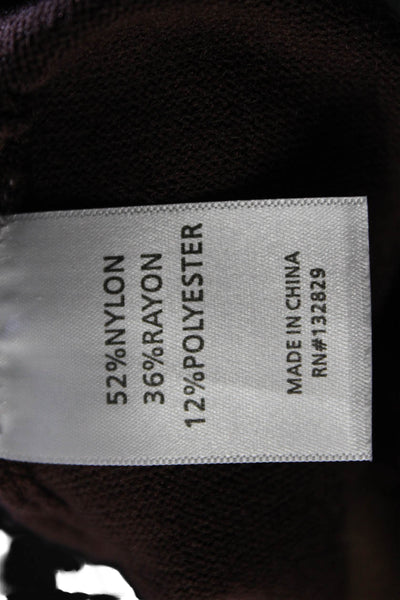 52%NYLON
36%RAYON
12%POLYESTER
MADE IN CHINA
RN#132829